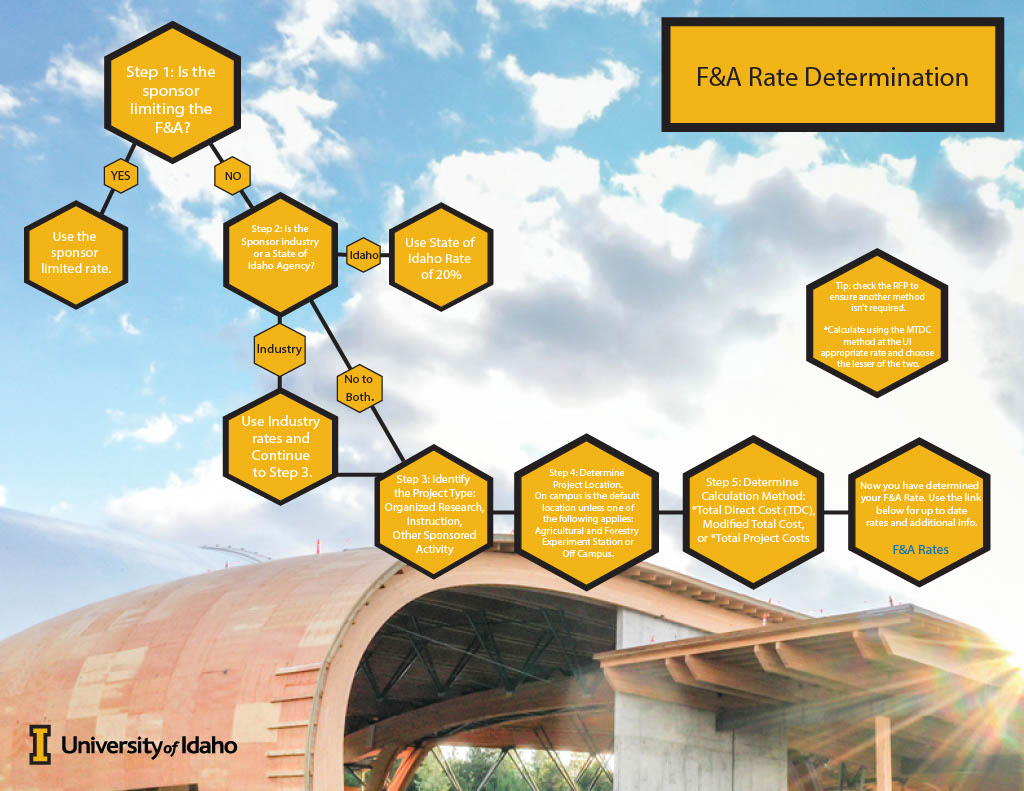 F&A Rate Determination
Step 1: Is the
sponsor
limiting the
F&A?
YES
NO
Use the
sponsor
limited rate.
Step 2: Is the
Sponsor industry
or a State of
Idaho Agency?
Idaho
Use State of
Idaho Rate
of 20%
Industry
No to
Both.
Use Industry
rates and
Continue
to Step 3.
Step 3: Identify
the Project Type:
Organized Research,
Instruction,
Other Sponsored
Activity
Step 4: Determine
Project Location.
On campus is the default
location unless one of
the following applies:
Agricultural and Forestry
Experiment Station or
Off Campus.
Step 5: Determine
Calculation Method:
*Total Direct Cost (TDC),
Modified Total Cost,
or *Total Project Costs
Now you have determined
your F&A Rate. Use the link
below for up to date
rates and additional info.
F&A Rates
Tip: check the RFP to
ensure another method
isn't required.
*Calculate using the MTDC
method at the UI
appropriate rate and choose
the lesser of the two.
I
University of Idaho